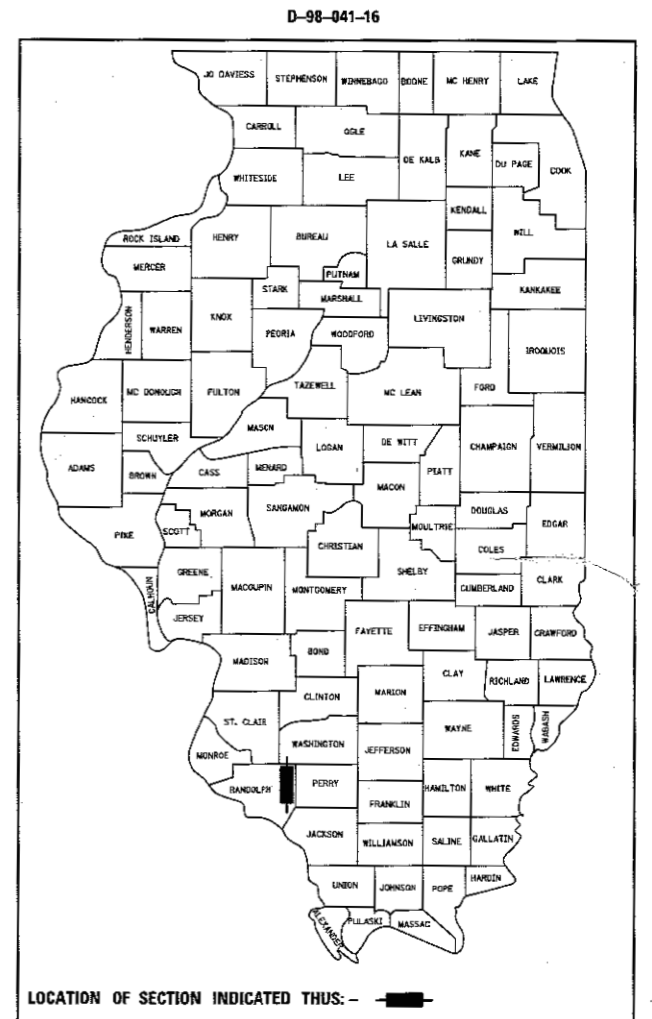 D-98-041-16
JO DAVIESS STEPHENSON WINNEBAGO BOONE MC HENRY LAKE
CARROLL OGLE DE KALB KANE DU PAGE COOK
WHITESIDE LEE KENDALL WILL
ROCK ISLAND HENRY BUREAU LA SALLE GRUNDY
MERCER PUTNAM KANKAKEE
STARK MARSHALL
HENDERSON WARREN KNOX PEORIA WOODFORD LIVINGSTON IROQUOIS
HANCOCK MC DONOUGH FULTON TAZEWELL MC LEAN FORD
SCHUYLER MASON LOGAN DE WITT CHAMPAIGN VERMILION
ADAMS BROWN CASS MENARD MACON PIATT
PIKE SCOTT MORGAN SANGAMON CHRISTIAN MOULTRIE DOUGLAS EDGAR
COLES
CALHOUN GREENE MACOUPIN MONTGOMERY SHELBY CUMBERLAND CLARK
JERSEY FAYETTE EFFINGHAM JASPER CRAWFORD
MADISON BOND CLAY RICHLAND LAWRENCE
CLINTON MARION
ST. CLAIR WASHINGTON JEFFERSON WAYNE EDWARDS WABASH
MONROE
RANDOLPH PERRY FRANKLIN HAMILTON WHITE
JACKSON WILLIAMSON SALINE GALLATIN
UNION JOHNSON POPE HARDIN
ALEXANDER PULASKI MASSAC
LOCATION OF SECTION INDICATED THUS: -